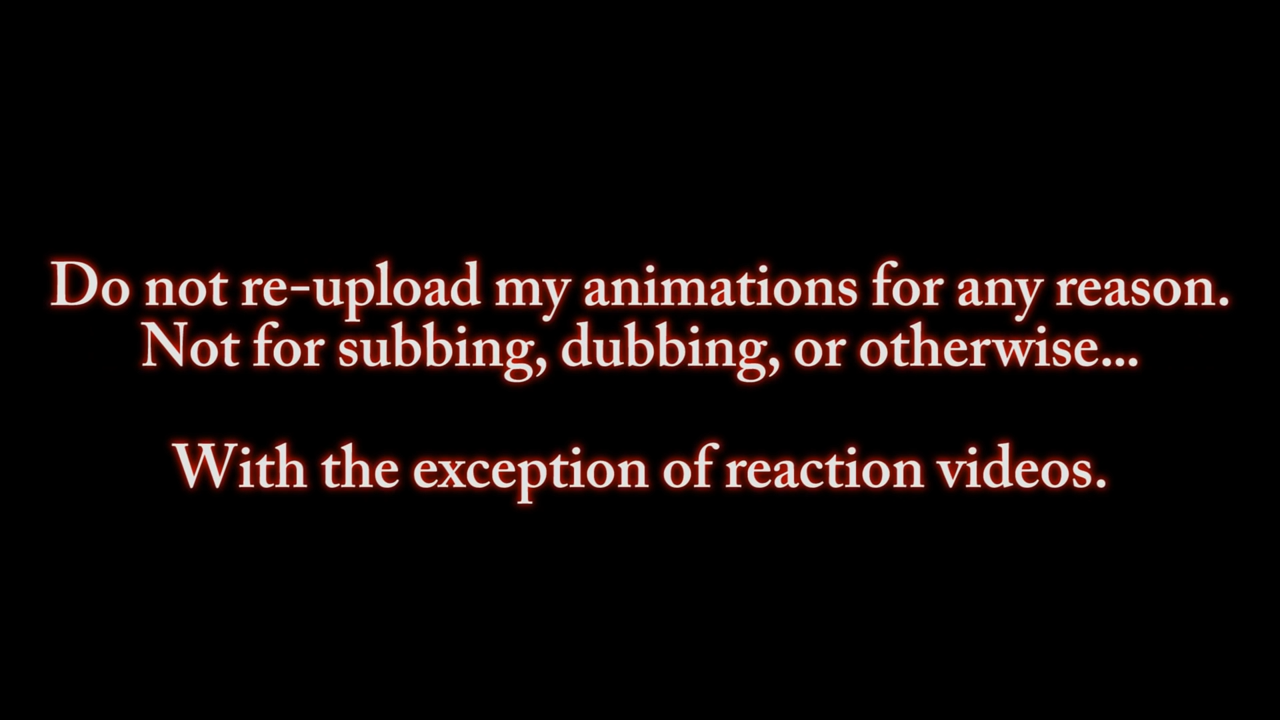 Do not re-upload my animations for any reason.
Not for subbing, dubbing, or otherwise...
With the exception of reaction videos.